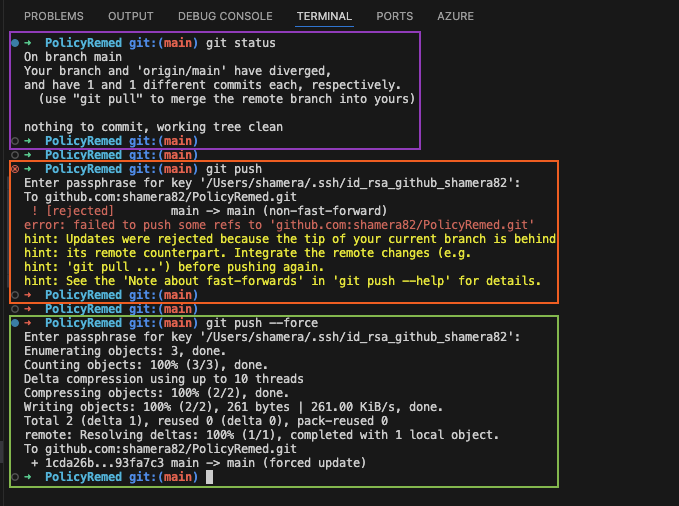 PROBLEMS OUTPUT DEBUG CONSOLE TERMINAL PORTS AZURE
➜ PolicyRemed git:(main) git status
On branch main
Your branch and 'origin/main' have diverged,
and have 1 and 1 different commits each, respectively.
(use "git pull" to merge the remote branch into yours)
nothing to commit, working tree clean
➜ PolicyRemed git:(main)
➜ PolicyRemed git:(main)
➜ PolicyRemed git:(main) git push
Enter passphrase for key '/Users/shamera/.ssh/id_rsa_github_shamera82':
To github.com:shamera82/PolicyRemed.git
! [rejected] main -> main (non-fast-forward)
error: failed to push some refs to 'github.com:shamera82/PolicyRemed.git'
hint: Updates were rejected because the tip of your current branch is behind
hint: its remote counterpart. Integrate the remote changes (e.g.
hint: 'git pull ...') before pushing again.
hint: See the 'Note about fast-forwards' in 'git push --help' for details.
➜ PolicyRemed git:(main)
➜ PolicyRemed git:(main)
➜ PolicyRemed git:(main) git push --force
Enter passphrase for key '/Users/shamera/.ssh/id_rsa_github_shamera82':
Enumerating objects: 3, done.
Counting objects: 100% (3/3), done.
Delta compression using up to 10 threads
Compressing objects: 100% (2/2), done.
Writing objects: 100% (2/2), 261 bytes | 261.00 KiB/s, done.
Total 2 (delta 1), reused 0 (delta 0), pack-reused 0
remote: Resolving deltas: 100% (1/1), completed with 1 local object.
To github.com:shamera82/PolicyRemed.git
+ 1cda26b...93fa7c3 main -> main (forced update)
➜ PolicyRemed git:(main)